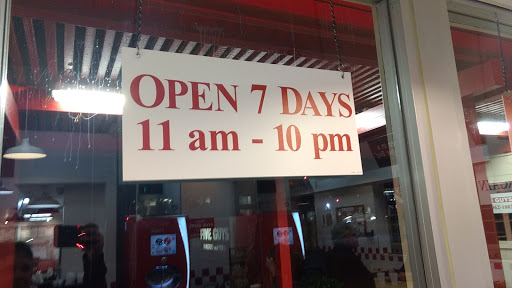 OPEN 7 DAYS
11 am - 10 pm
FIVE GUYS